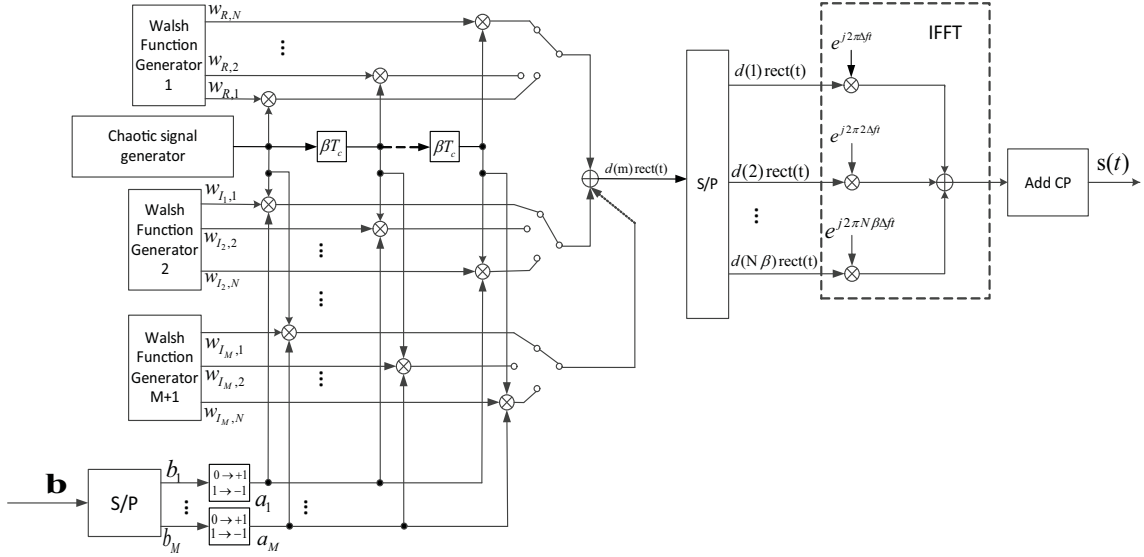 Walsh
Function
Generator
1
w_{R,N}
w_{R,2}
w_{R,1}
Chaotic signal
generator
βT_c
βT_c
Walsh
Function
Generator
2
w_{I_1,1}
w_{I_2,2}
w_{I_2,N}
Walsh
Function
Generator
M+1
w_{I_M,1}
w_{I_M,2}
w_{I_M,N}
b
S/P
b_1
b_M
0→+1
1→−1
0→+1
1→−1
a_1
a_M
d(m) rect(t)
S/P
d(1) rect(t)
d(2) rect(t)
d(N β) rect(t)
IFFT
e^{j2πΔft}
e^{j2π2Δft}
e^{j2πNβΔft}
Add CP
s(t)